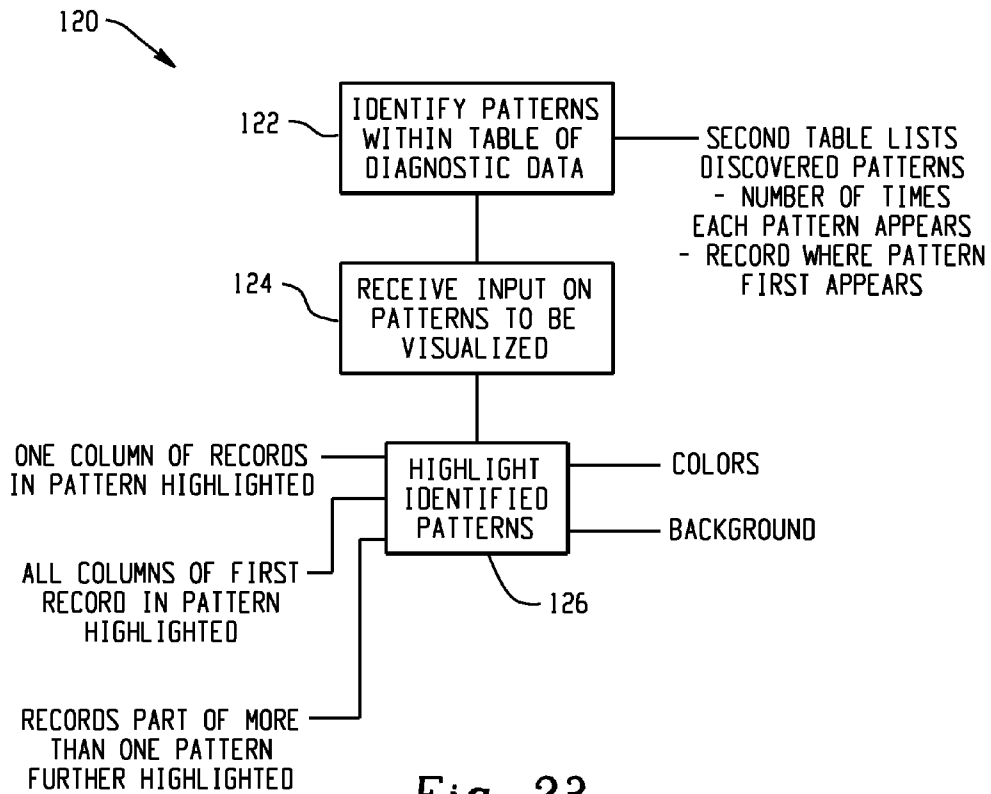 120
122
IDENTIFY PATTERNS
WITHIN TABLE OF
DIAGNOSTIC DATA
SECOND TABLE LISTS
DISCOVERED PATTERNS
- NUMBER OF TIMES
EACH PATTERN APPEARS
- RECORD WHERE PATTERN
FIRST APPEARS
124
RECEIVE INPUT ON
PATTERNS TO BE
VISUALIZED
ONE COLUMN OF RECORDS
IN PATTERN HIGHLIGHTED
HIGHLIGHT
IDENTIFIED
PATTERNS
COLORS
BACKGROUND
ALL COLUMNS OF FIRST
RECORD IN PATTERN
HIGHLIGHTED
126
RECORDS PART OF MORE
THAN ONE PATTERN
FURTHER HIGHLIGHTED
Fig. 23